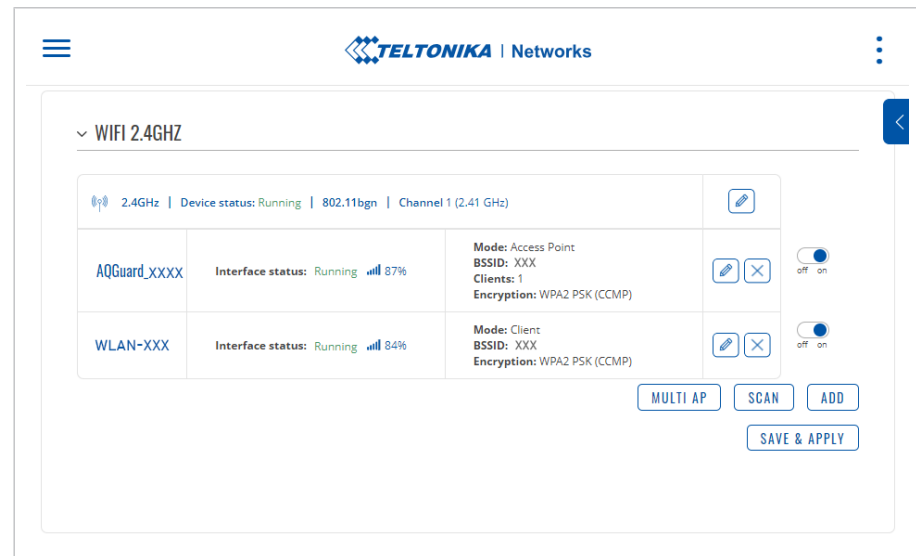 TELTONIKA | Networks
WIFI 2.4GHZ
2.4GHz | Device status: Running | 802.11bgn | Channel 1 (2.41 GHz)
AQGuard_XXXX
Interface status: Running 87%
Mode: Access Point
BSSID: XXX
Clients: 1
Encryption: WPA2 PSK (CCMP)
off on
WLAN-XXX
Interface status: Running 84%
Mode: Client
BSSID: XXX
Encryption: WPA2 PSK (CCMP)
off on
MULTI AP SCAN ADD
SAVE & APPLY